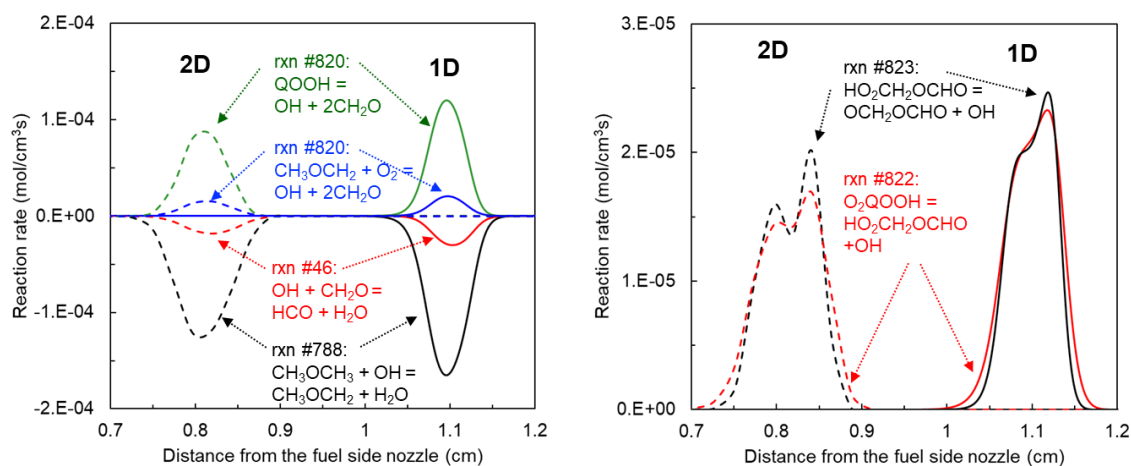 2.E-04
1.E-04
0.E+00
-1.E-04
-2.E-04
Reaction rate (mol/cm³s)
2D
1D
rxn #820:
QOOH =
OH + 2CH₂O
rxn #820:
CH₃OCH₂ + O₂ =
OH + 2CH₂O
rxn #46:
OH + CH₂O =
HCO + H₂O
rxn #788:
CH₃OCH₃ + OH =
CH₃OCH₂ + H₂O
0.7 0.8 0.9 1 1.1 1.2
Distance from the fuel side nozzle (cm)
3.E-05
2.E-05
1.E-05
0.E+00
Reaction rate (mol/cm³s)
2D
1D
rxn #823:
HO₂CH₂OCHO =
OCH₂OCHO + OH
rxn #822:
O₂QOOH =
HO₂CH₂OCHO
+OH
0.7 0.8 0.9 1 1.1 1.2
Distance from the fuel side nozzle (cm)